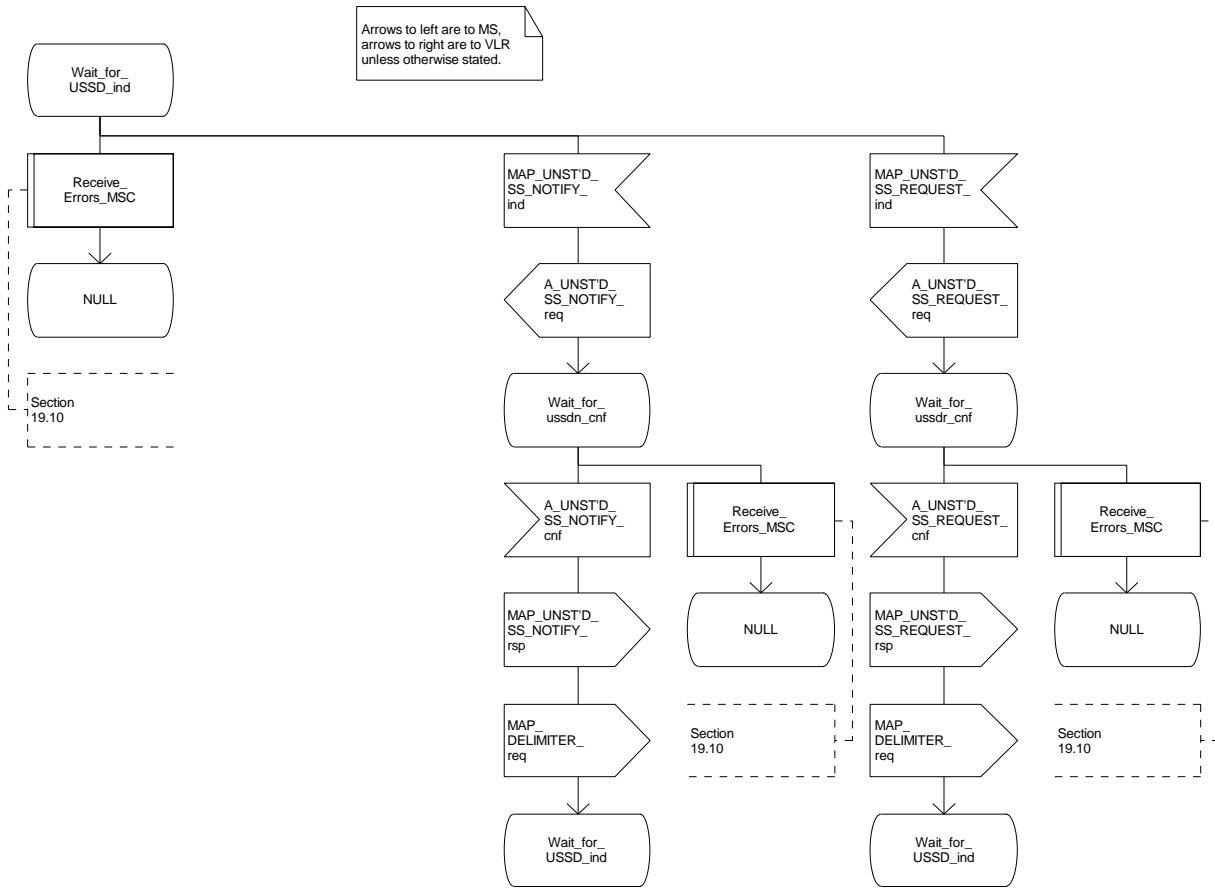 Arrows to left are to MS,
arrows to right are to VLR
unless otherwise stated.
Wait_for_
USSD_ind
Receive_
Errors_MSC
NULL
Section
19.10
MAP_UNST'D_
SS_NOTIFY_
ind
A_UNST'D_
SS_NOTIFY_
req
Wait_for_
ussdn_cnf
A_UNST'D_
SS_NOTIFY_
cnf
MAP_UNST'D_
SS_NOTIFY_
rsp
MAP_
DELIMITER_
req
Wait_for_
USSD_ind
Receive_
Errors_MSC
NULL
Section
19.10
MAP_UNST'D_
SS_REQUEST_
ind
A_UNST'D_
SS_REQUEST_
req
Wait_for_
ussdr_cnf
A_UNST'D_
SS_REQUEST_
cnf
MAP_UNST'D_
SS_REQUEST_
rsp
MAP_
DELIMITER_
req
Wait_for_
USSD_ind
Receive_
Errors_MSC
NULL
Section
19.10